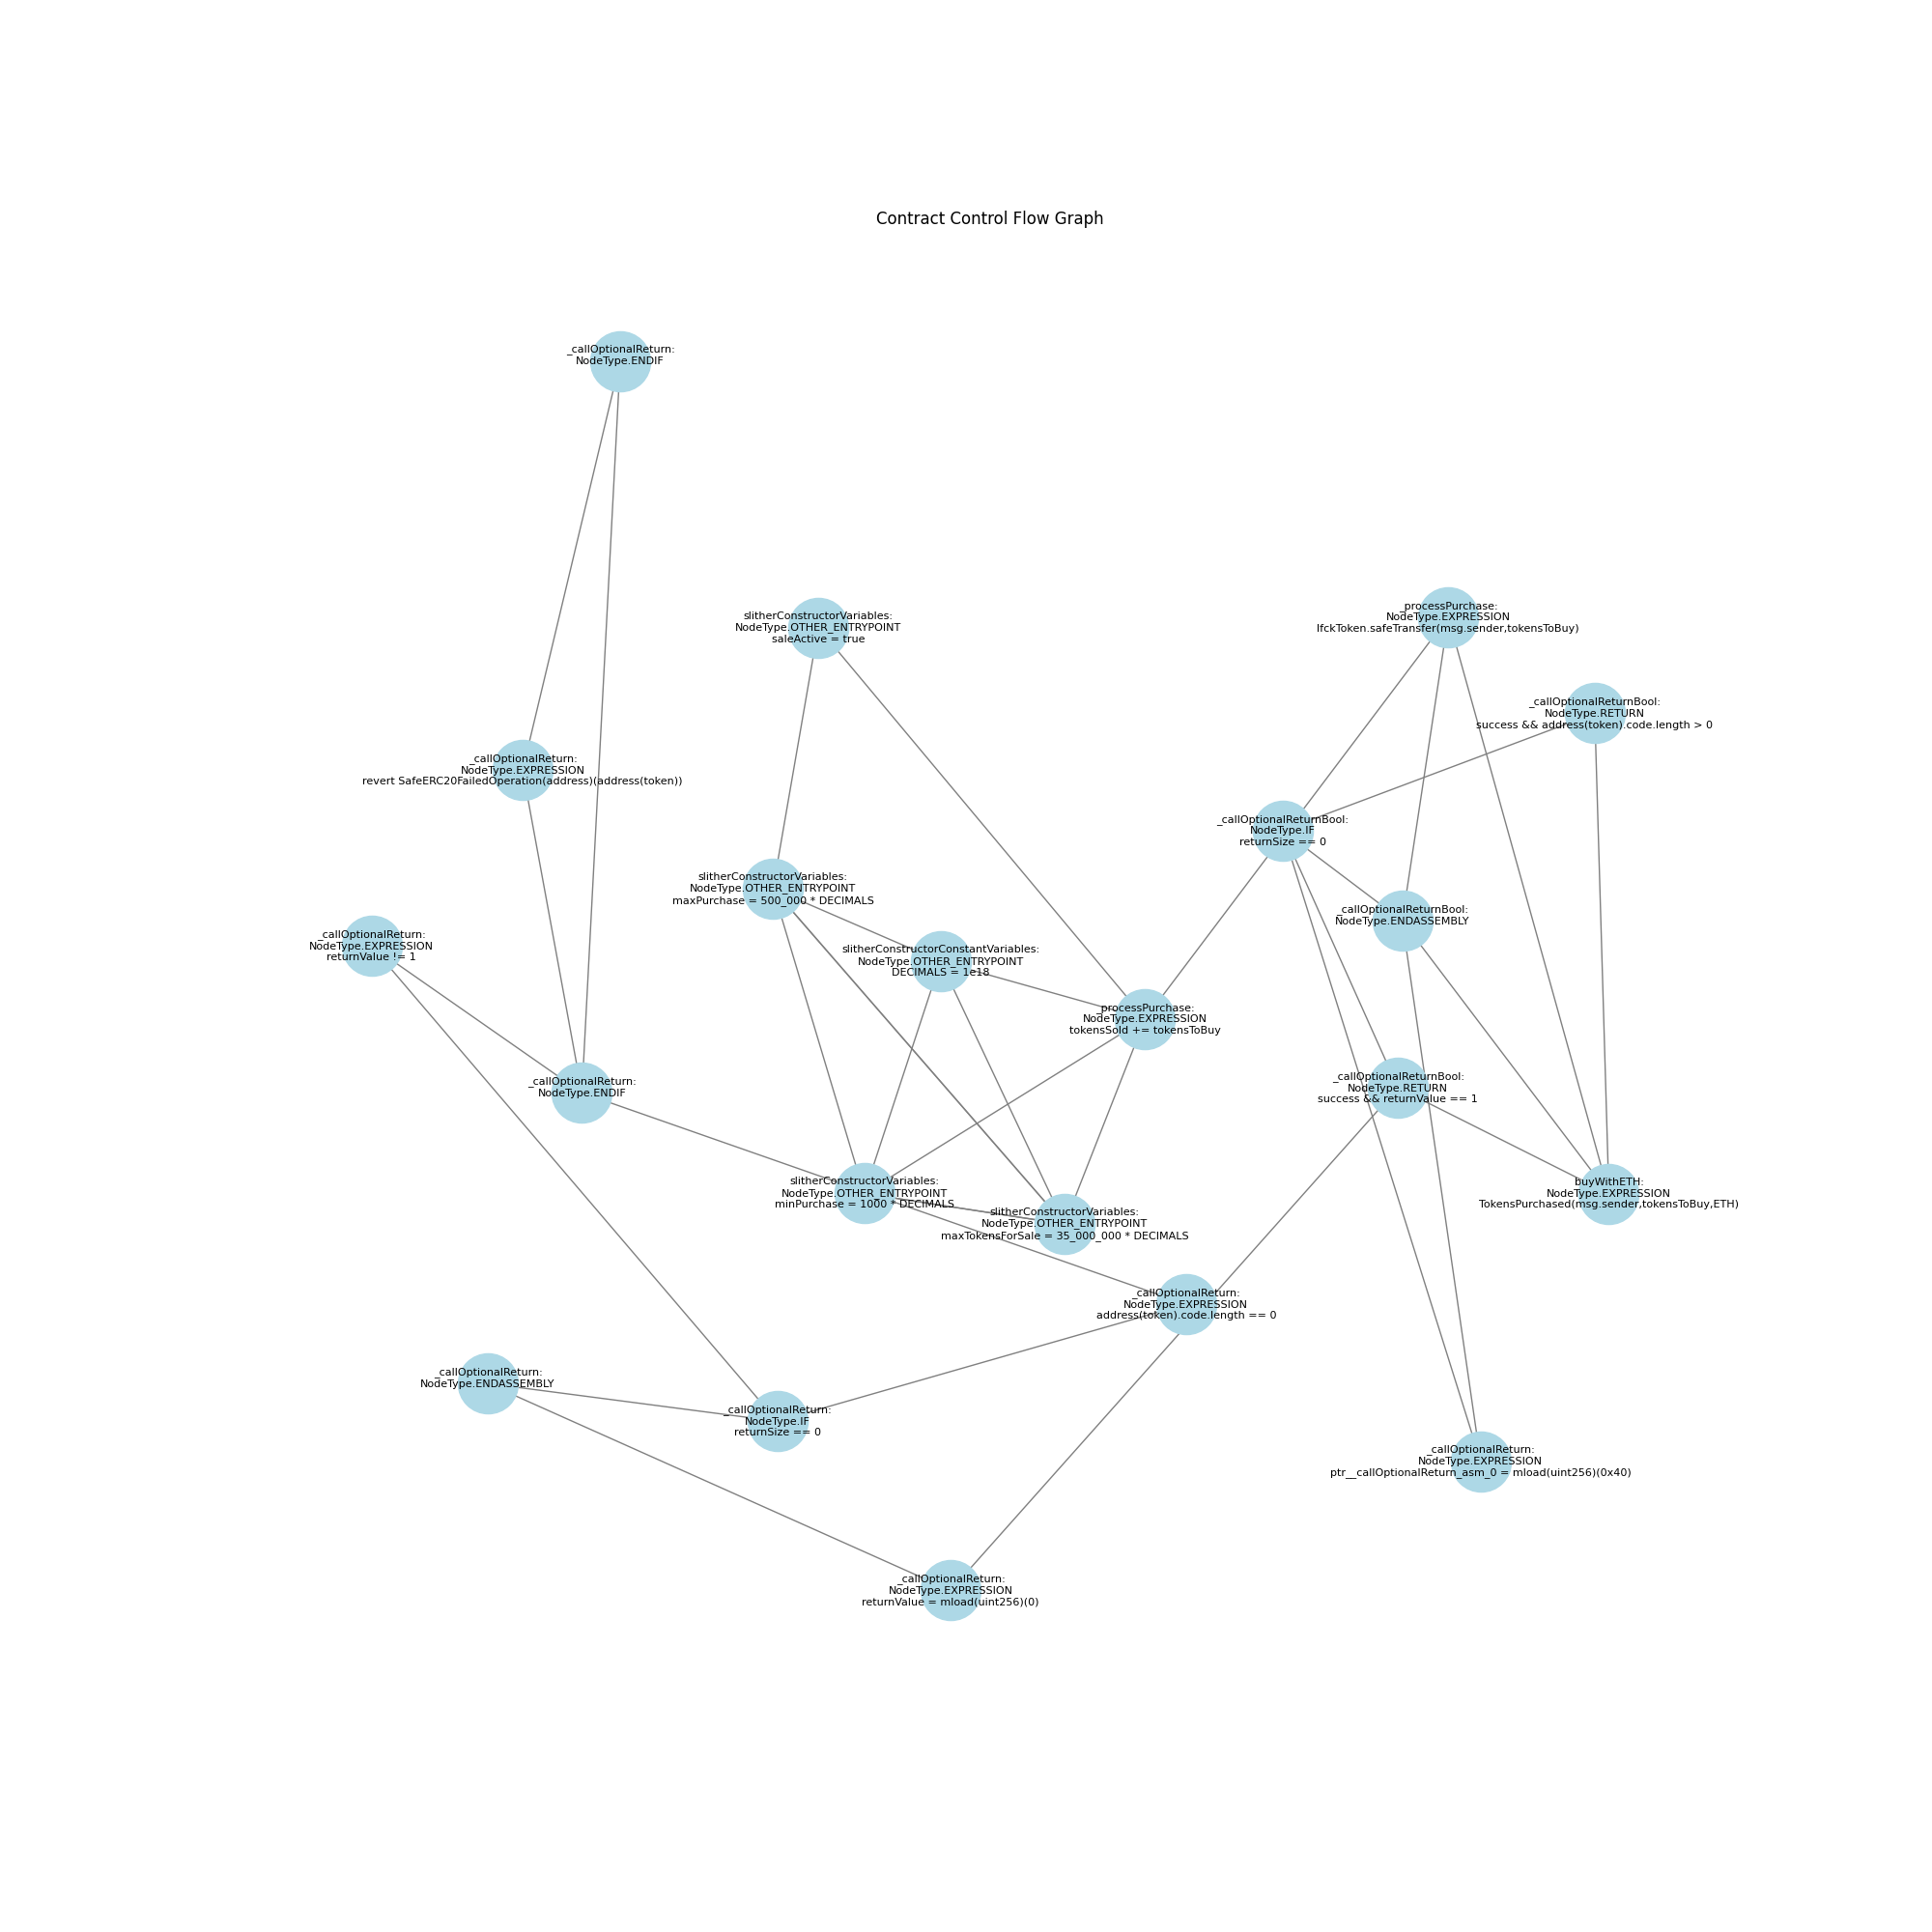 Contract Control Flow Graph
_callOptionalReturn:
NodeType.ENDIF
_processPurchase:
NodeType.EXPRESSION
lfckToken.safeTransfer(msg.sender,tokensToBuy)
slitherConstructorVariables:
NodeType.OTHER_ENTRYPOINT
saleActive = true
_callOptionalReturnBool:
NodeType.RETURN
success && address(token).code.length > 0
_callOptionalReturn:
NodeType.EXPRESSION
revert SafeERC20FailedOperation(address)(address(token))
_callOptionalReturnBool:
NodeType.IF
returnSize == 0
slitherConstructorVariables:
NodeType.OTHER_ENTRYPOINT
maxPurchase = 500_000 * DECIMALS
_callOptionalReturnBool:
NodeType.ENDASSEMBLY
_callOptionalReturn:
NodeType.EXPRESSION
returnValue != 1
slitherConstructorConstantVariables:
NodeType.OTHER_ENTRYPOINT
DECIMALS = 1e18
_processPurchase:
NodeType.EXPRESSION
tokensSold += tokensToBuy
_callOptionalReturn:
NodeType.ENDIF
_callOptionalReturnBool:
NodeType.RETURN
success && returnValue == 1
slitherConstructorVariables:
NodeType.OTHER_ENTRYPOINT
minPurchase = 1000 * DECIMALS
buyWithETH:
NodeType.EXPRESSION
TokensPurchased(msg.sender,tokensToBuy,ETH)
slitherConstructorVariables:
NodeType.OTHER_ENTRYPOINT
maxTokensForSale = 35_000_000 * DECIMALS
_callOptionalReturn:
NodeType.EXPRESSION
address(token).code.length == 0
_callOptionalReturn:
NodeType.ENDASSEMBLY
_callOptionalReturn:
NodeType.IF
returnSize == 0
_callOptionalReturn:
NodeType.EXPRESSION
ptr__callOptionalReturn_asm_0 = mload(uint256)(0x40)
_callOptionalReturn:
NodeType.EXPRESSION
returnValue = mload(uint256)(0)